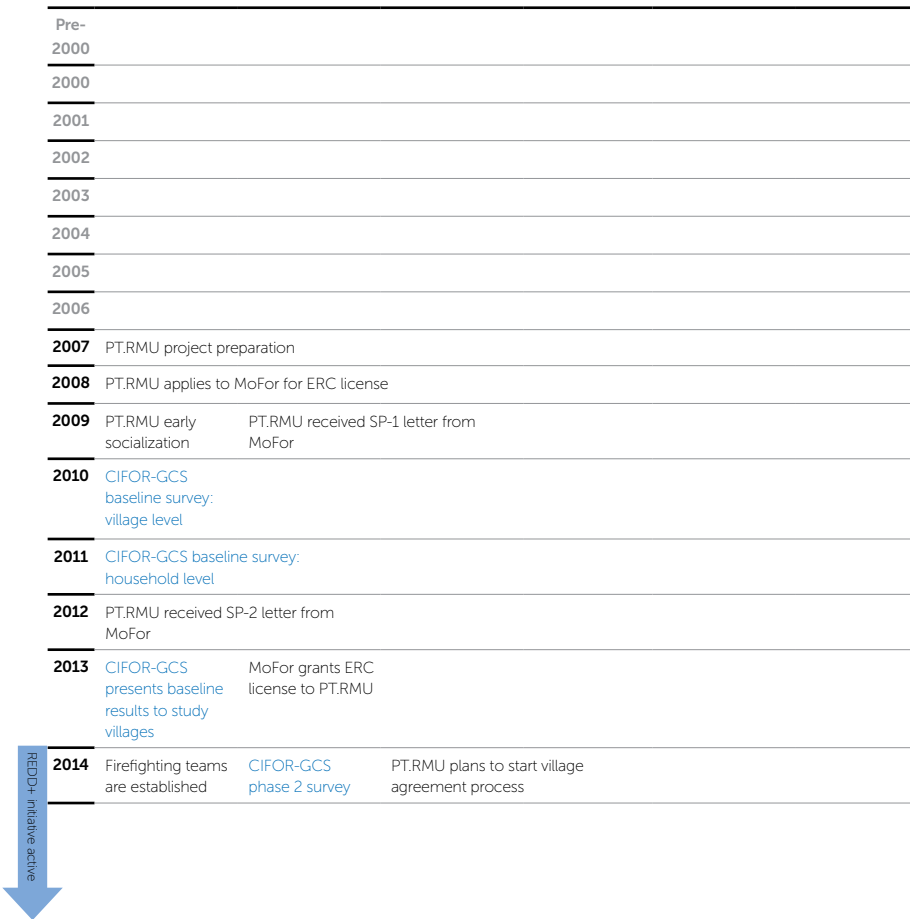 Pre-
2000
2000
2001
2002
2003
2004
2005
2006
2007 PT.RMU project preparation
2008 PT.RMU applies to MoFor for ERC license
2009 PT.RMU early
socialization
PT.RMU received SP-1 letter from
MoFor
2010 CIFOR-GCS
baseline survey:
village level
2011 CIFOR-GCS baseline survey:
household level
2012 PT.RMU received SP-2 letter from
MoFor
2013 CIFOR-GCS
presents baseline
results to study
villages
MoFor grants ERC
license to PT.RMU
2014 Firefighting teams
are established
CIFOR-GCS
phase 2 survey
PT.RMU plans to start village
agreement process
REDD+ initiative active